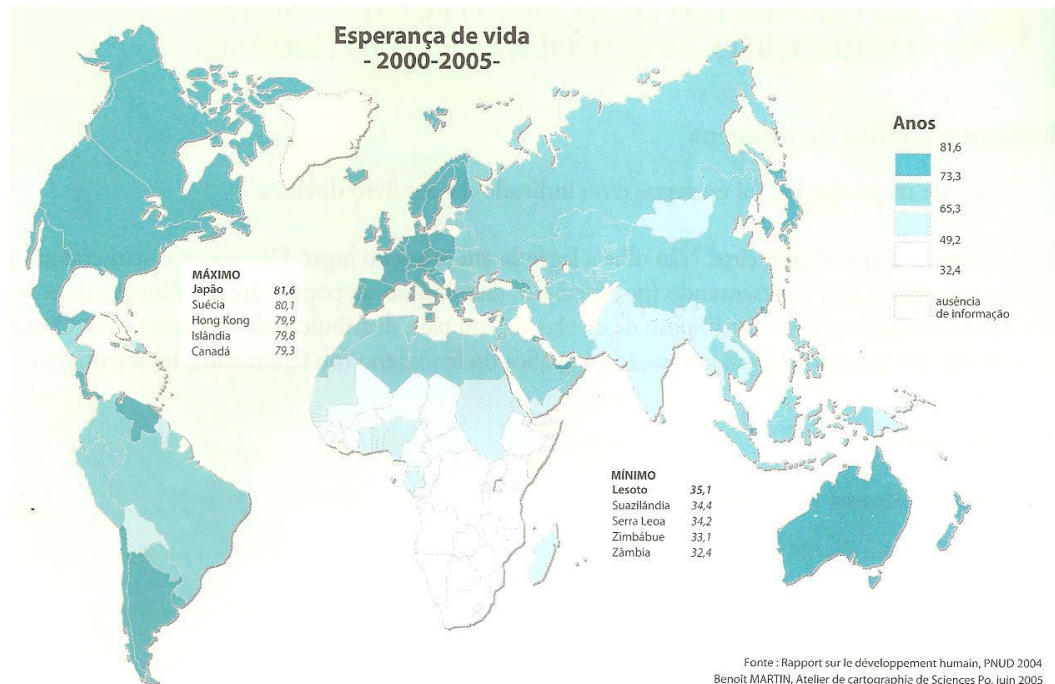 Esperança de vida
- 2000-2005-
Anos
81,6
73,3
65,3
49,2
32,4
ausência
de informação
MÁXIMO
Japão 81,6
Suécia 80,1
Hong Kong 79,9
Islândia 79,8
Canadá 79,3
MÍNIMO
Lesoto 35,1
Suazilândia 34,4
Serra Leoa 34,2
Zimbábue 33,1
Zâmbia 32,4
Fonte : Rapport sur le développement humain, PNUD 2004
Benoît MARTIN, Atelier de cartographie de Sciences Po, juin 2005